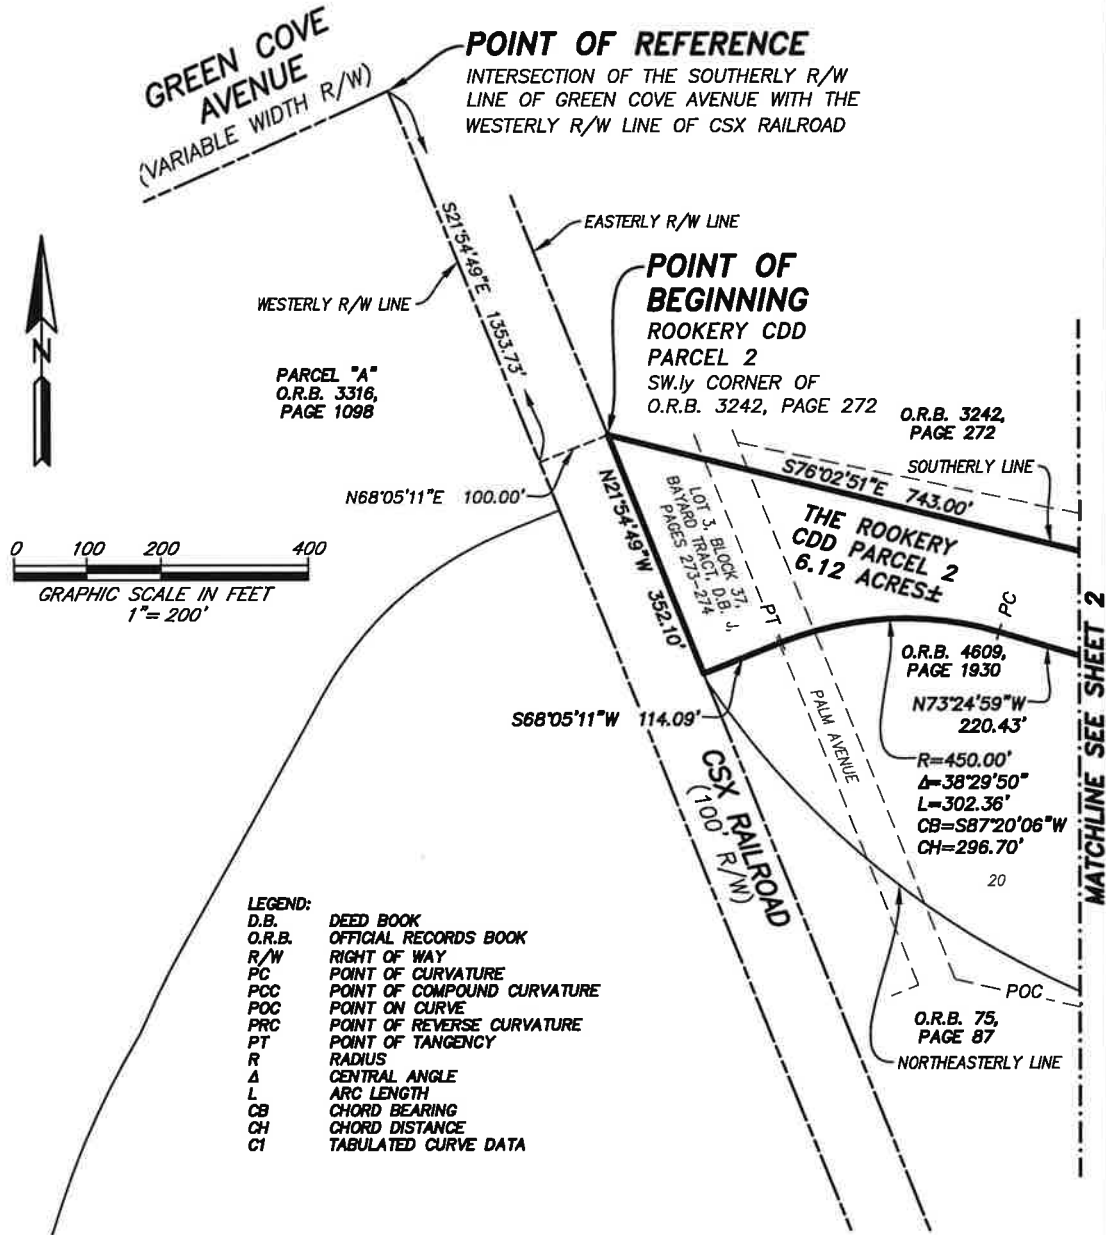 GREEN COVE
AVENUE
(VARIABLE WIDTH R/W)
POINT OF REFERENCE
INTERSECTION OF THE SOUTHERLY R/W
LINE OF GREEN COVE AVENUE WITH THE
WESTERLY R/W LINE OF CSX RAILROAD
S21°54'49"E 1353.73'
EASTERLY R/W LINE
WESTERLY R/W LINE
POINT OF
BEGINNING
ROOKERY CDD
PARCEL 2
SW.ly CORNER OF
O.R.B. 3242, PAGE 272
N
PARCEL "A"
O.R.B. 3316,
PAGE 1098
O.R.B. 3242,
PAGE 272
SOUTHERLY LINE
S76°02'51"E 743.00'
N68°05'11"E 100.00'
N21°54'49"W 352.10'
LOT 3, BLOCK 37,
BAYARD TRACT, D.B. J,
PAGES 273-274
THE ROOKERY
CDD PARCEL 2
6.12 ACRES±
0 100 200 400
GRAPHIC SCALE IN FEET
1"= 200'
PT
PC
O.R.B. 4609,
PAGE 1930
N73°24'59"W
220.43'
S68°05'11"W 114.09'
PALM AVENUE
R=450.00'
Δ=38°29'50"
L=302.36'
CB=S87°20'06"W
CH=296.70'
20
CSX RAILROAD
(100' R/W)
MATCHLINE SEE SHEET 2
POC
O.R.B. 75,
PAGE 87
NORTHEASTERLY LINE
LEGEND:
D.B. DEED BOOK
O.R.B. OFFICIAL RECORDS BOOK
R/W RIGHT OF WAY
PC POINT OF CURVATURE
PCC POINT OF COMPOUND CURVATURE
POC POINT ON CURVE
PRC POINT OF REVERSE CURVATURE
PT POINT OF TANGENCY
R RADIUS
Δ CENTRAL ANGLE
L ARC LENGTH
CB CHORD BEARING
CH CHORD DISTANCE
C1 TABULATED CURVE DATA